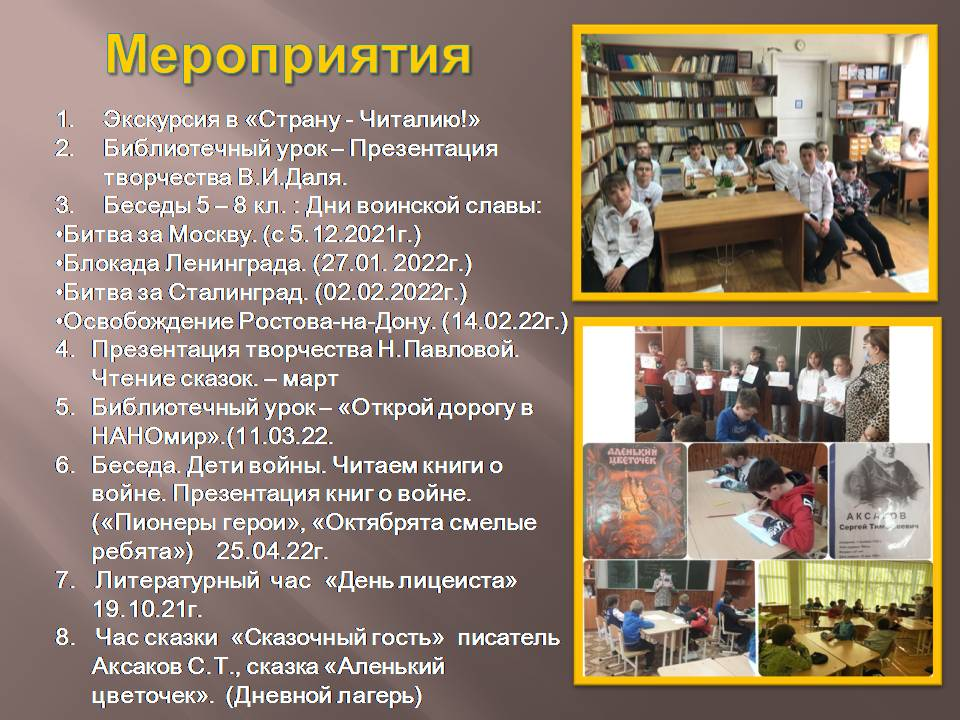 Мероприятия
1. Экскурсия в «Страну - Читалию!»
2. Библиотечный урок – Презентация
творчества В.И.Даля.
3. Беседы 5 – 8 кл. : Дни воинской славы:
•Битва за Москву. (с 5.12.2021г.)
•Блокада Ленинграда. (27.01. 2022г.)
•Битва за Сталинград. (02.02.2022г.)
•Освобождение Ростова-на-Дону. (14.02.22г.)
4. Презентация творчества Н.Павловой.
Чтение сказок. – март
5. Библиотечный урок – «Открой дорогу в
НАНОмир».(11.03.22.
6. Беседа. Дети войны. Читаем книги о
войне. Презентация книг о войне.
(«Пионеры герои», «Октябрята смелые
ребята») 25.04.22г.
7. Литературный час «День лицеиста»
19.10.21г.
8. Час сказки «Сказочный гость» писатель
Аксаков С.Т., сказка «Аленький
цветочек». (Дневной лагерь)
АЛЕНЬКИЙ
ЦВЕТОЧЕК
АКСАКОВ